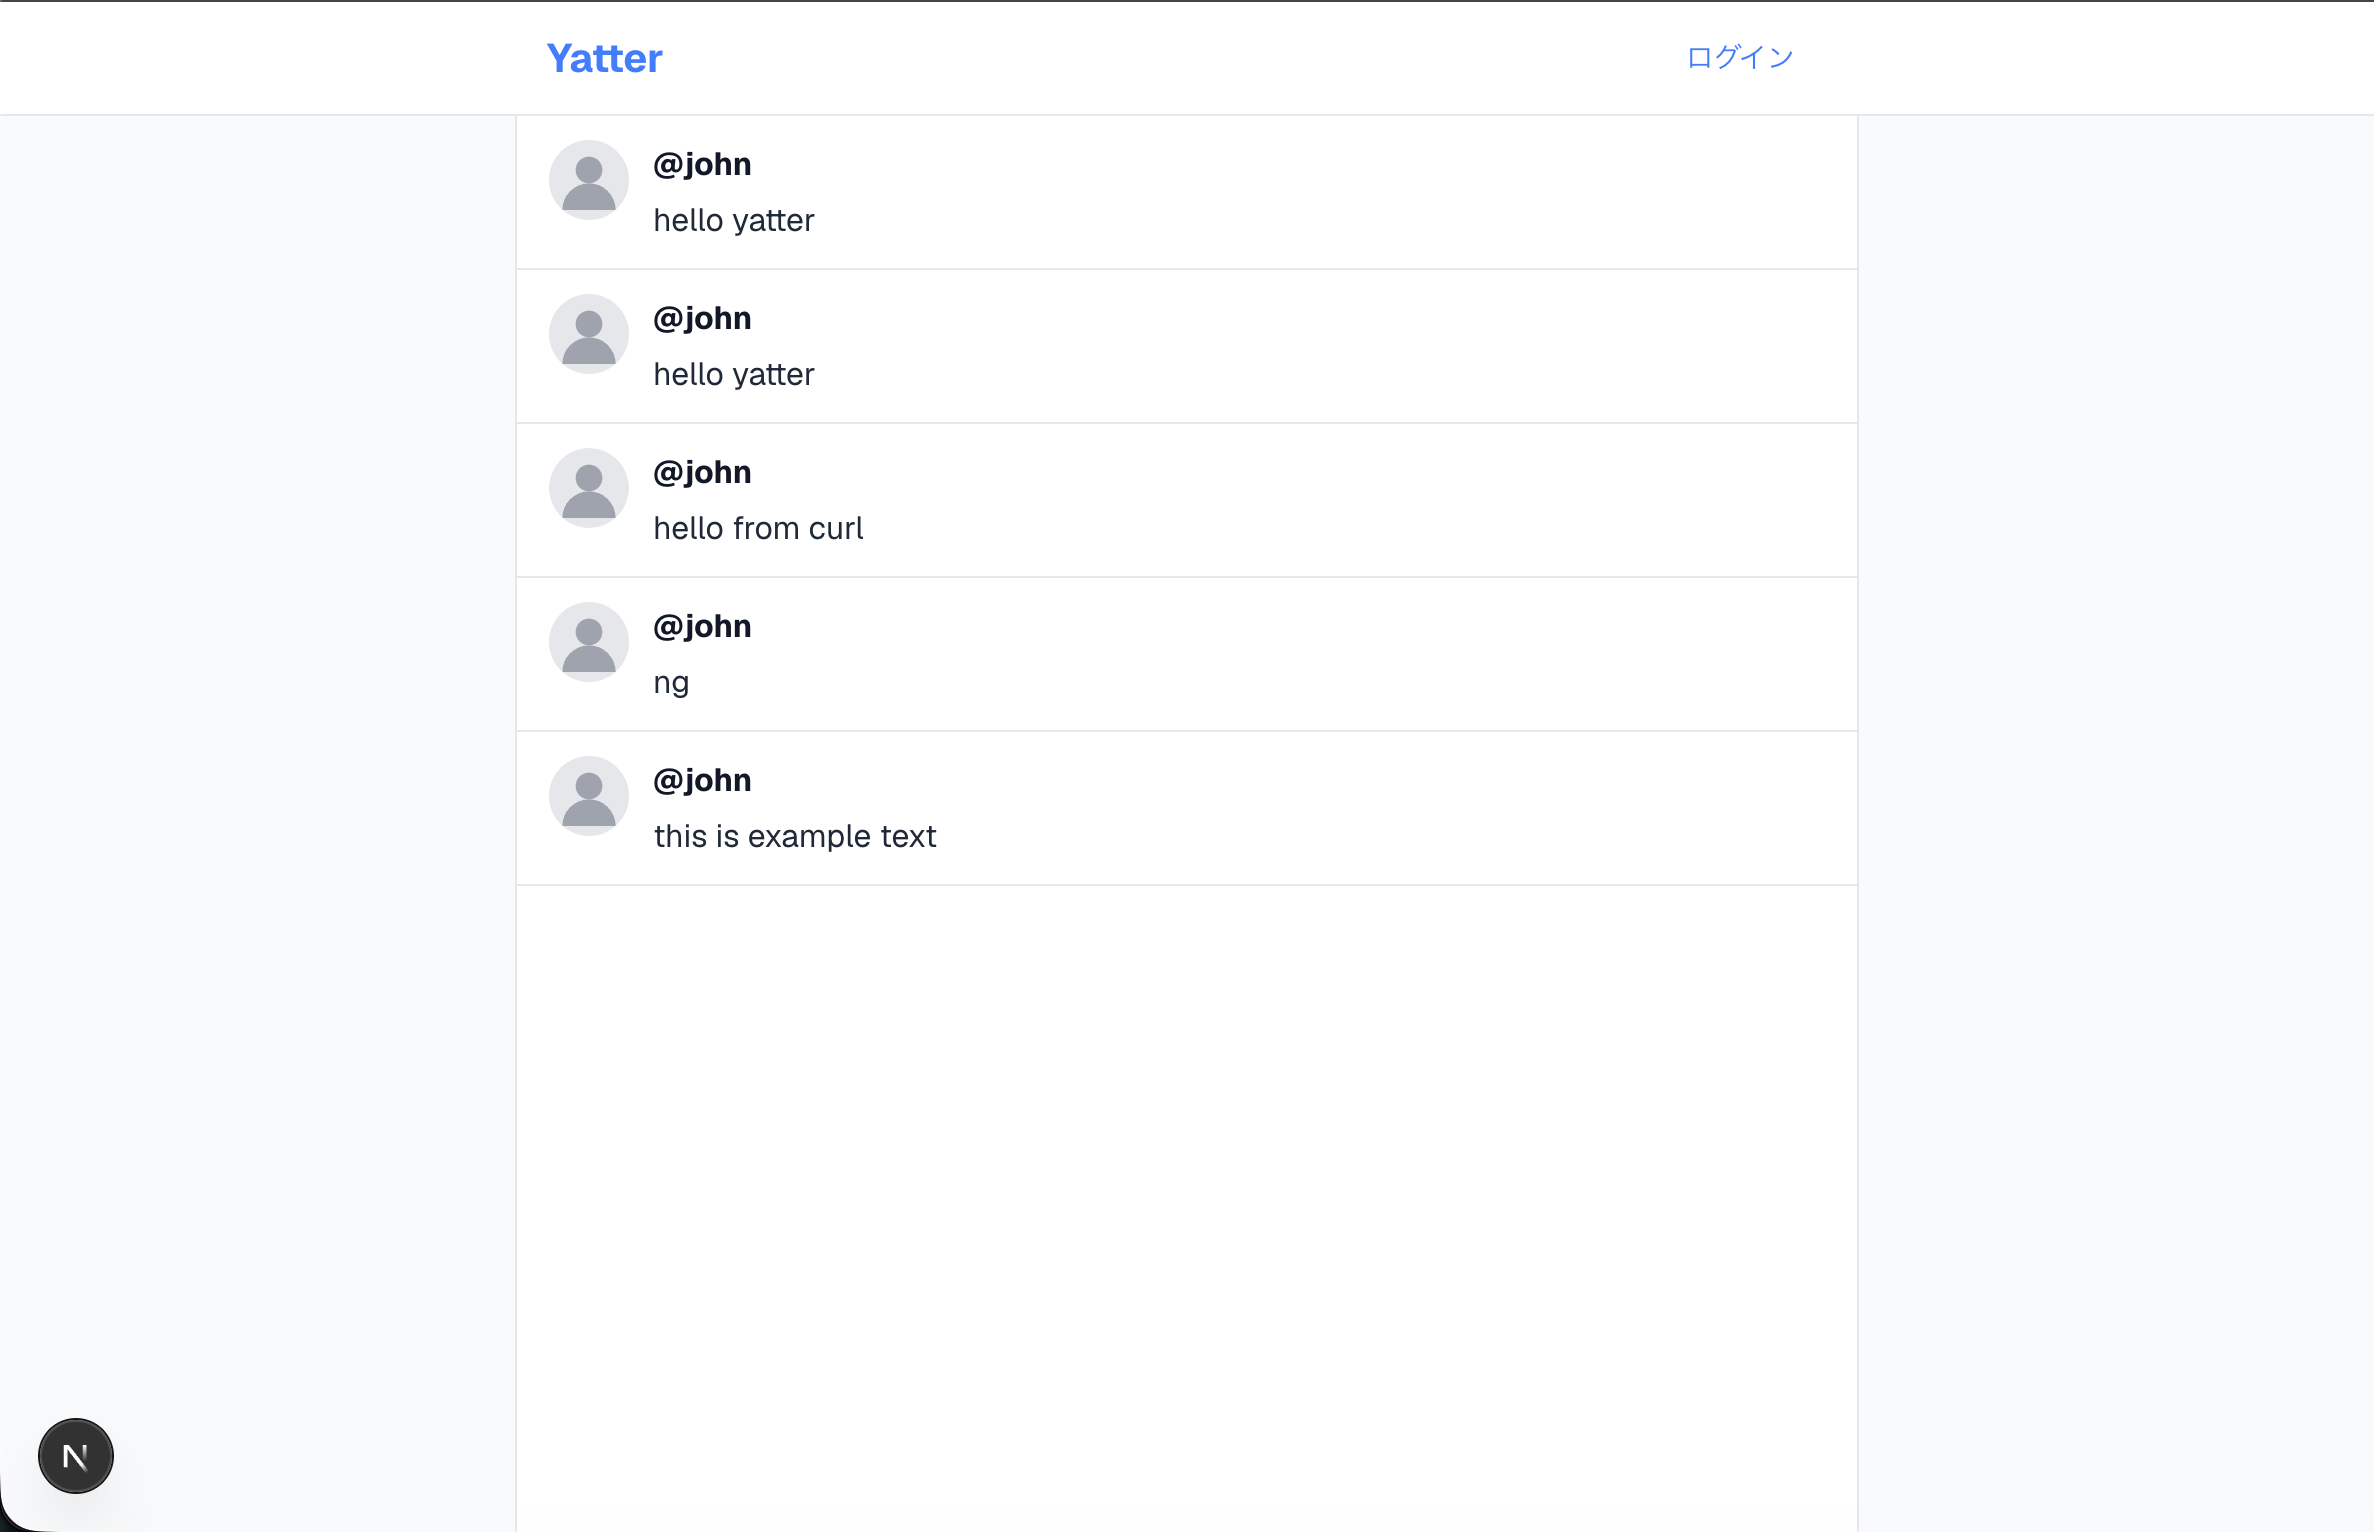 Yatter
ログイン
@john
hello yatter
@john
hello yatter
@john
hello from curl
@john
ng
@john
this is example text
N